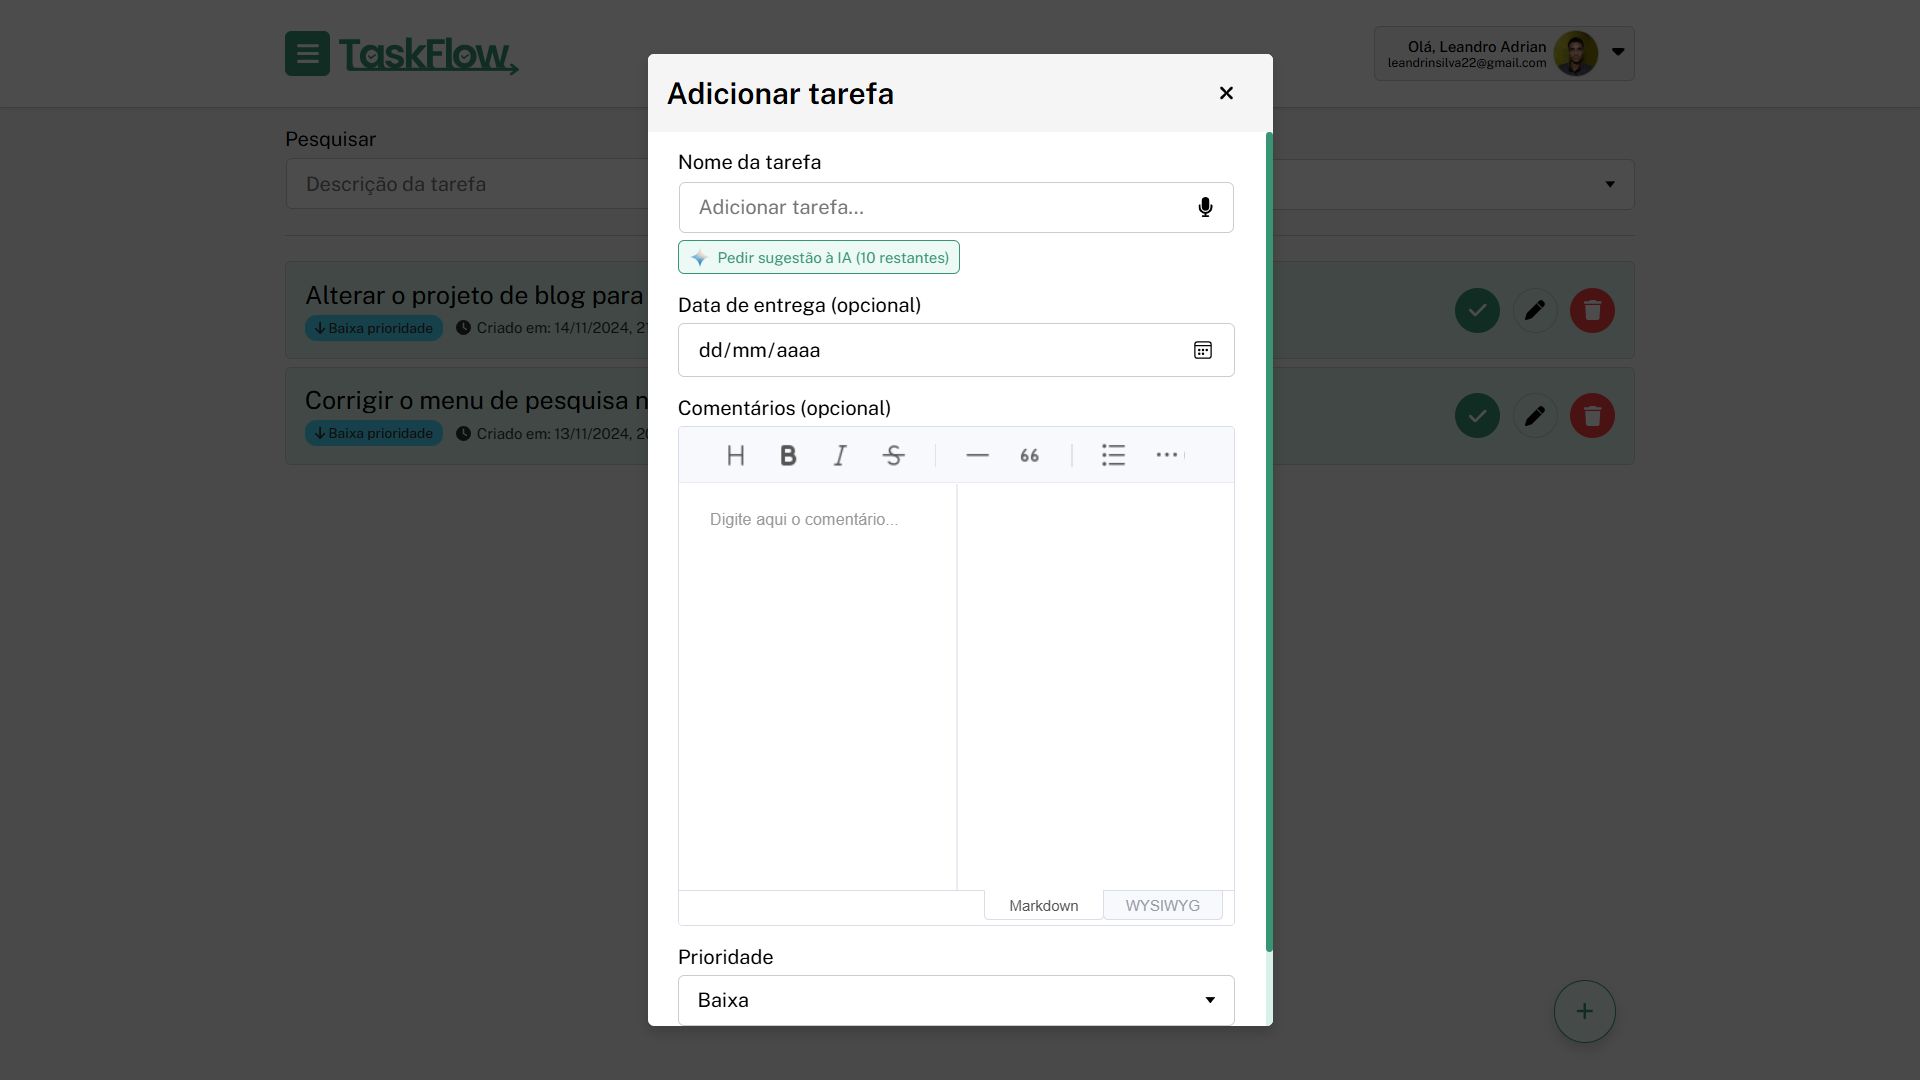 TaskFlow
Olá, Leandro Adrian
leandrinsilva22@gmail.com
Pesquisar
Descrição da tarefa
Alterar o projeto de blog para
Baixa prioridade
Criado em: 14/11/2024,
Corrigir o menu de pesquisa
Baixa prioridade
Criado em: 13/11/2024,
Adicionar tarefa
Nome da tarefa
Adicionar tarefa...
Pedir sugestão à IA (10 restantes)
Data de entrega (opcional)
dd/mm/aaaa
Comentários (opcional)
H B I S — 66 ...
Digite aqui o comentário...
Markdown WYSIWYG
Prioridade
Baixa